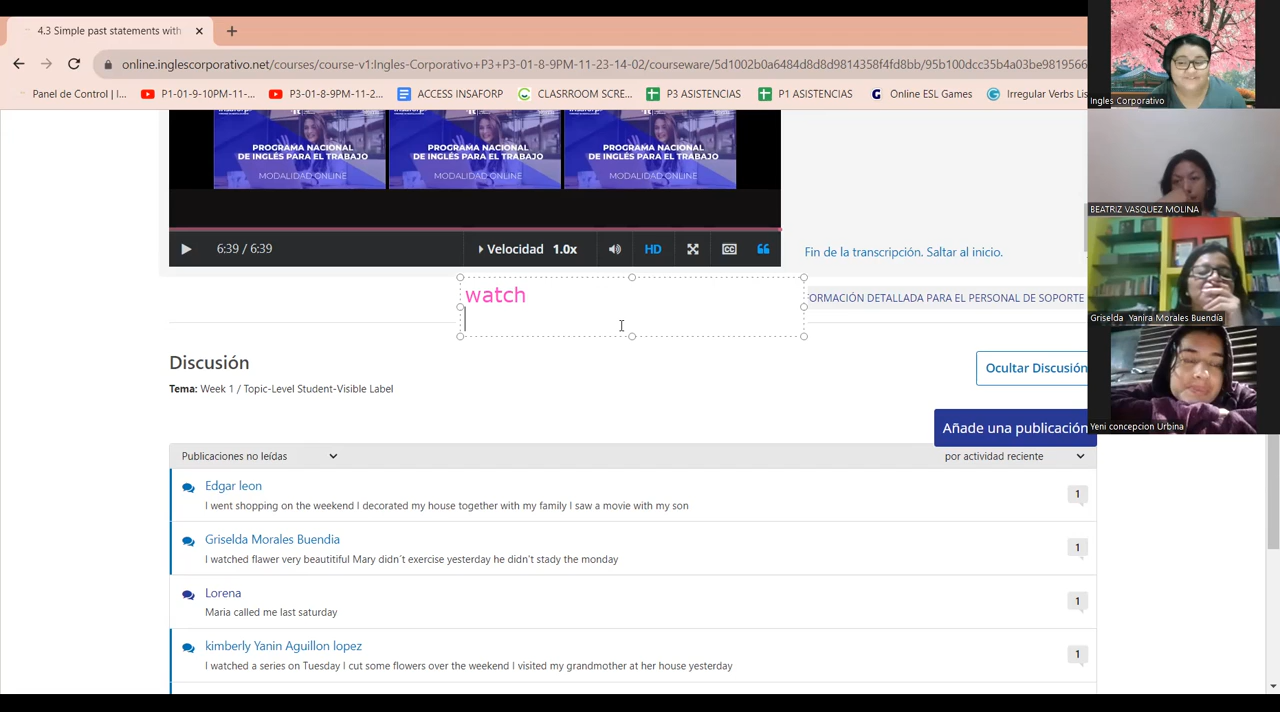 4.3 Simple past statements with
online.inglescorporativo.net/courses/course-v1:Ingles-Corporativo+P3+P3-01-8-9PM-11-23-14-02/courseware/5d1002b0a6484d8d8d9814358f4fd8bb/95b100dcc35b4a03be9819566
Panel de Control | I...
P1-01-9-10PM-11-...
P3-01-8-9PM-11-2...
ACCESS INSAFORP
CLASRROOM SCRE...
P3 ASISTENCIAS
P1 ASISTENCIAS
Online ESL Games
Irregular Verbs Lis
Ingles Corporativo
PROGRAMA NACIONAL
DE INGLÉS PARA EL TRABAJO
MODALIDAD ONLINE
PROGRAMA NACIONAL
DE INGLÉS PARA EL TRABAJO
MODALIDAD ONLINE
PROGRAMA NACIONAL
DE INGLÉS PARA EL TRABAJO
MODALIDAD ONLINE
BEATRIZ VASQUEZ MOLINA
6:39 / 6:39
Velocidad 1.0x
HD
Fin de la transcripción. Saltar al inicio.
watch
ORMACIÓN DETALLADA PARA EL PERSONAL DE SOPORTE
Griselda Yanira Morales Buendía
Discusión
Ocultar Discusión
Tema: Week 1 / Topic-Level Student-Visible Label
Añade una publicación
Yeni concepcion Urbina
Publicaciones no leídas
por actividad reciente
Edgar leon
I went shopping on the weekend I decorated my house together with my family I saw a movie with my son
1
Griselda Morales Buendia
I watched flawer very beautitiful Mary didn´t exercise yesterday he didn't stady the monday
1
Lorena
Maria called me last saturday
1
kimberly Yanin Aguillon lopez
I watched a series on Tuesday I cut some flowers over the weekend I visited my grandmother at her house yesterday
1